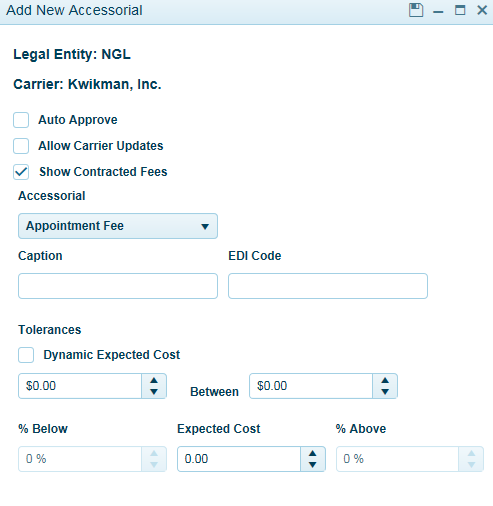 Add New Accessorial
Legal Entity: NGL
Carrier: Kwikman, Inc.
Auto Approve
Allow Carrier Updates
Show Contracted Fees
Accessorial
Appointment Fee
Caption EDI Code
Tolerances
Dynamic Expected Cost
$0.00 Between $0.00
% Below Expected Cost % Above
0 % 0.00 0 %